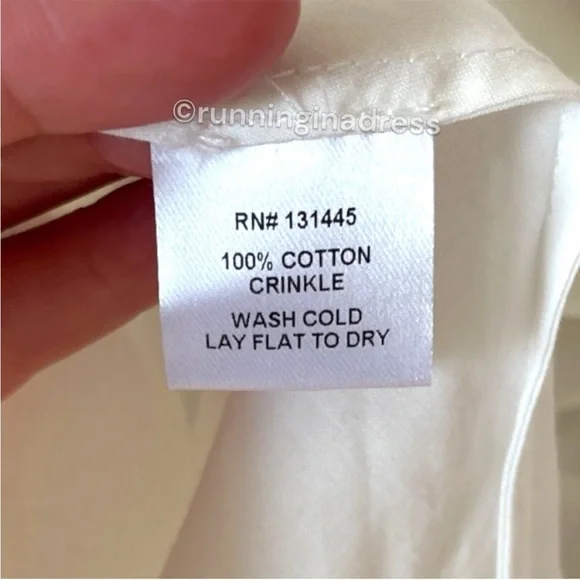 ©runninginadress
RN# 131445
100% COTTON
CRINKLE
WASH COLD
LAY FLAT TO DRY